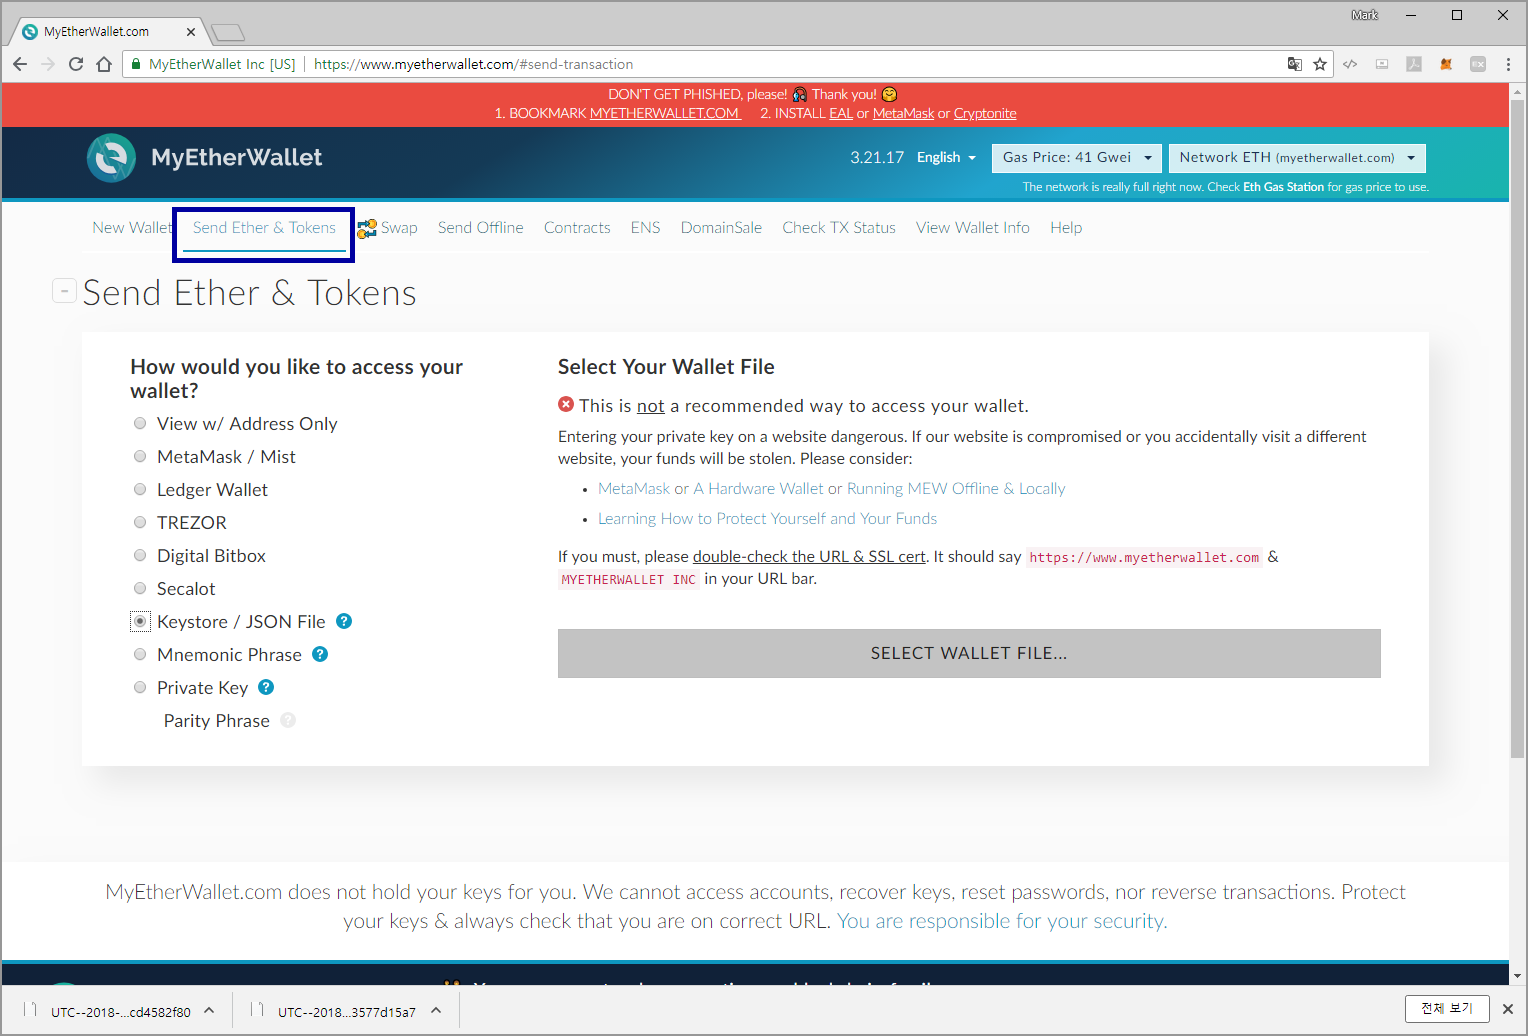 MyEtherWallet.com
Mark
MyEtherWallet Inc [US] | https://www.myetherwallet.com/#send-transaction
DON'T GET PHISHED, please! Thank you!
1. BOOKMARK MYETHERWALLET.COM 2. INSTALL EAL or MetaMask or Cryptonite
MyEtherWallet
3.21.17 English Gas Price: 41 Gwei Network ETH (myetherwallet.com)
The network is really full right now. Check Eth Gas Station for gas price to use.
New Wallet Send Ether & Tokens Swap Send Offline Contracts ENS DomainSale Check TX Status View Wallet Info Help
- Send Ether & Tokens
How would you like to access your
wallet?
View w/ Address Only
MetaMask / Mist
Ledger Wallet
TREZOR
Digital Bitbox
Secalot
Keystore / JSON File ?
Mnemonic Phrase ?
Private Key ?
Parity Phrase ?
Select Your Wallet File
This is not a recommended way to access your wallet.
Entering your private key on a website dangerous. If our website is compromised or you accidentally visit a different
website, your funds will be stolen. Please consider:
• MetaMask or A Hardware Wallet or Running MEW Offline & Locally
• Learning How to Protect Yourself and Your Funds
If you must, please double-check the URL & SSL cert. It should say https://www.myetherwallet.com &
MYETHERWALLET INC in your URL bar.
SELECT WALLET FILE...
MyEtherWallet.com does not hold your keys for you. We cannot access accounts, recover keys, reset passwords, nor reverse transactions. Protect
your keys & always check that you are on correct URL. You are responsible for your security.
UTC--2018-...cd4582f80
UTC--2018...3577d15a7
전체 보기